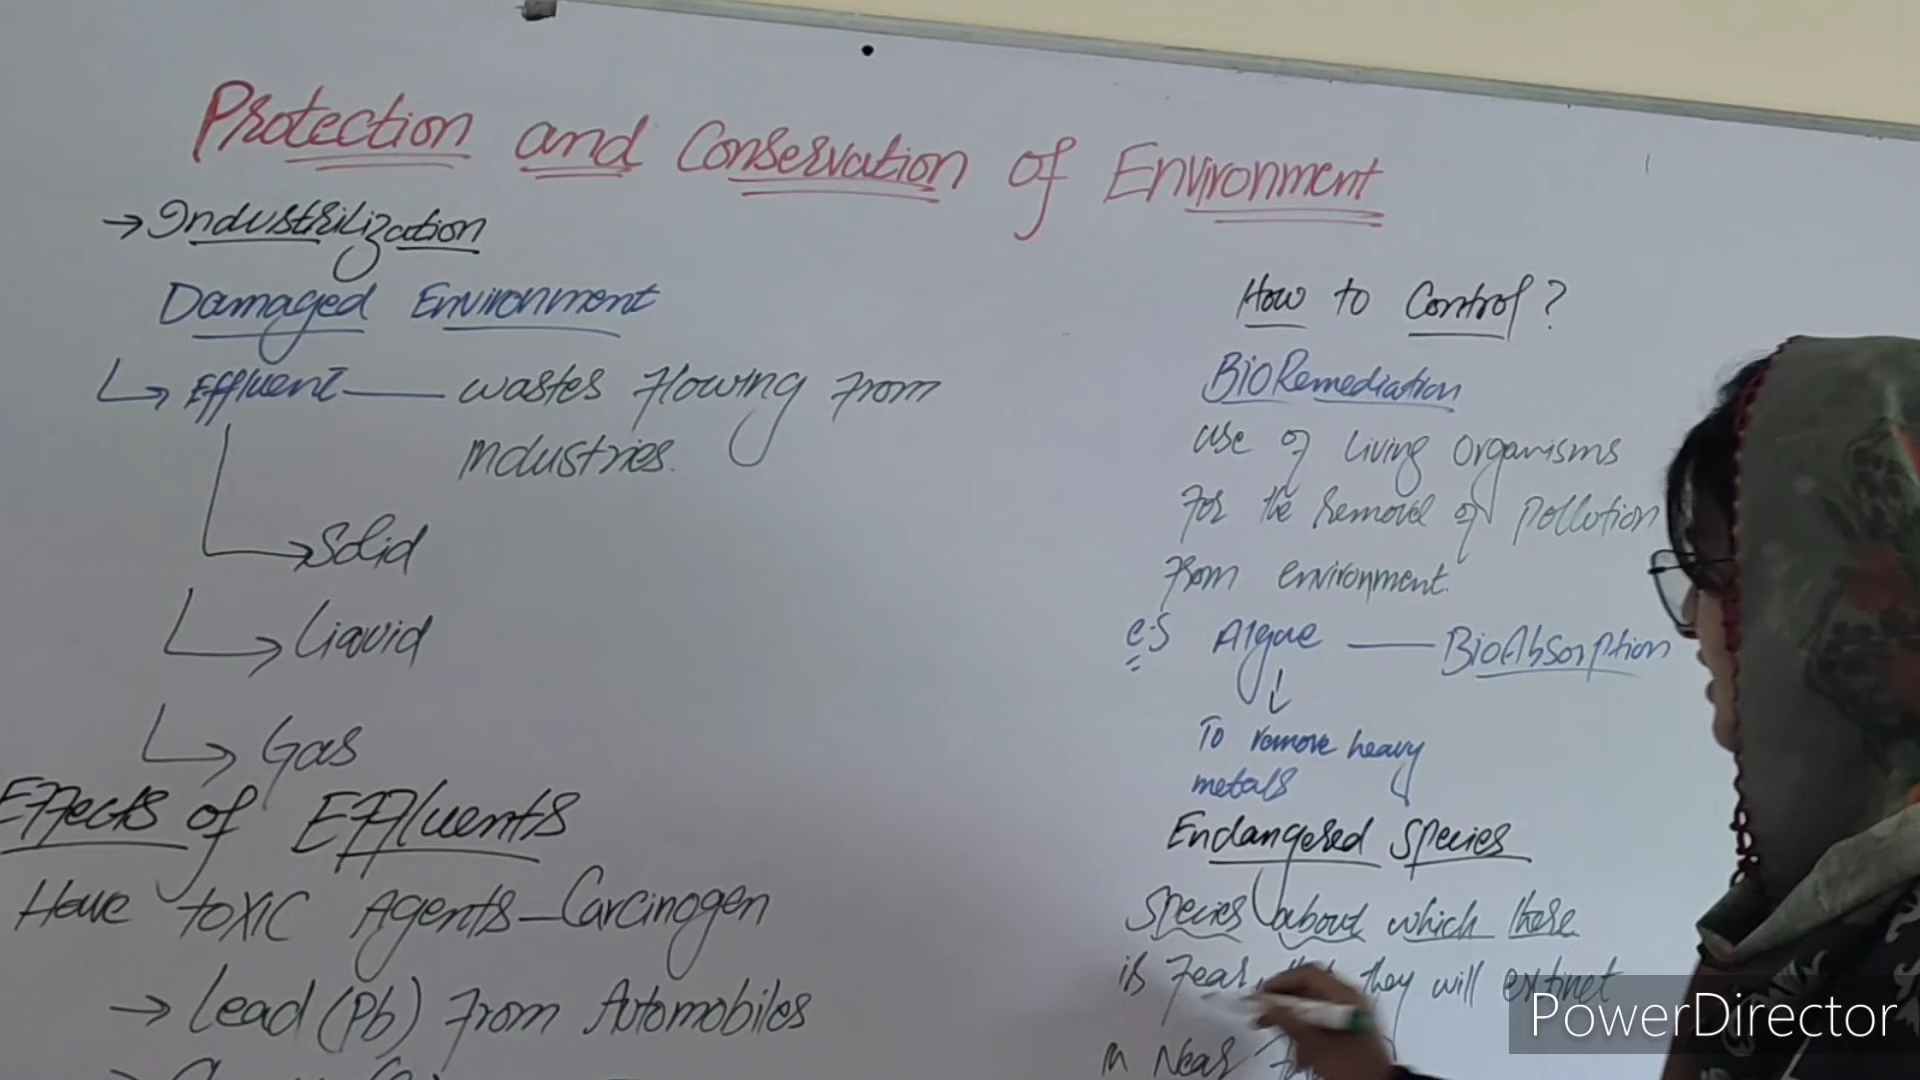 Protection and Conservation of Environment
→ Industrilization
Damaged Environment
Effluent — wastes flowing from
industries.
→ Solid
→ Liquid
→ Gas
Effects of Effluents
Have toxic Agents - Carcinogen
→ Lead (Pb) from Automobiles
How to Control?
BioRemediation
use of living organisms
for the removal of pollution
from environment.
e.g Algae — BioAbsorption
↓
To remove heavy
metals
Endangered Species
Species about which there
is fear that they will extinct
in Near
PowerDirector